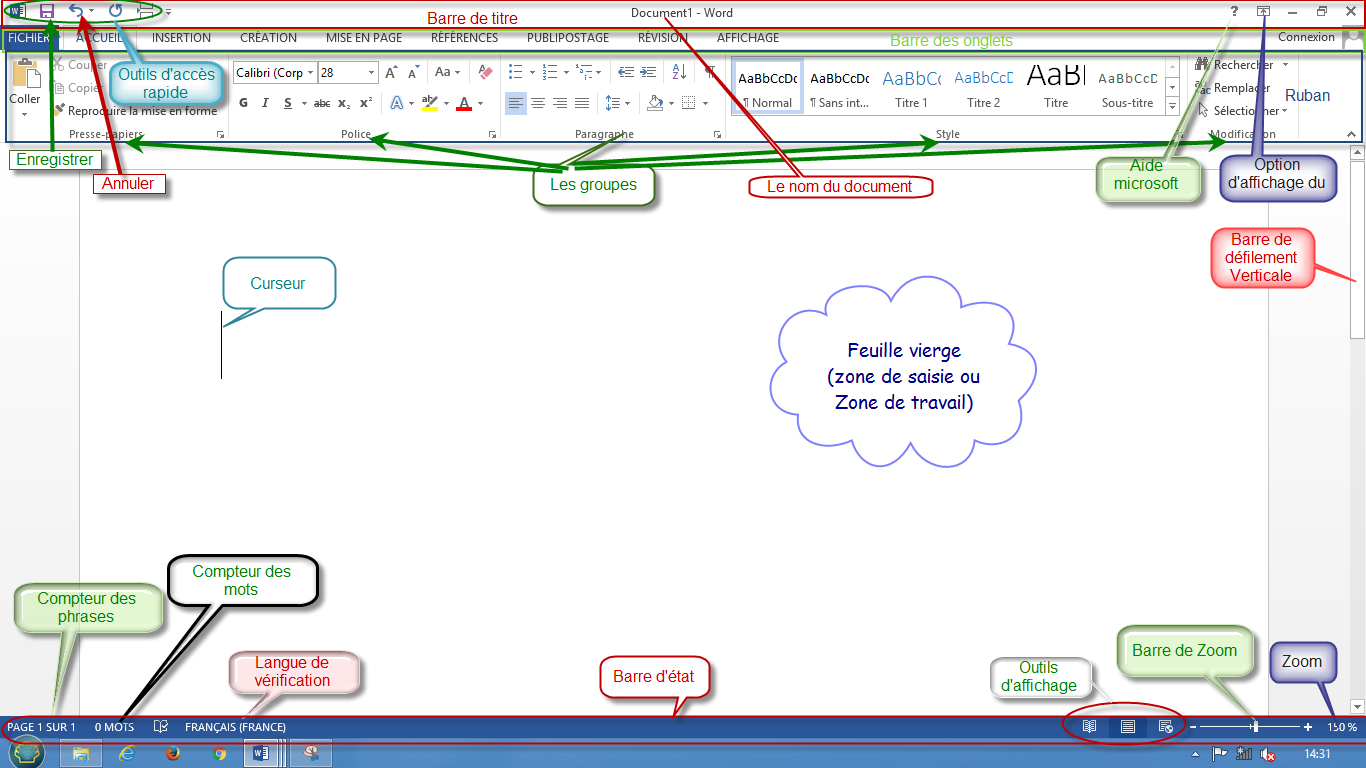 Barre de titre
Document1 - Word
?
FICHIER ACCUEIL INSERTION CRÉATION MISE EN PAGE RÉFÉRENCES PUBLIPOSTAGE RÉVISION AFFICHAGE
Barre des onglets
Connexion
Coller
Couper
Copier
Reproduire la mise en forme
Presse-papiers
Outils d'accès
rapide
Calibri (Corp
28
Aa
G I S abc x₂ x²
A A
Police
Paragraphe
AaBbCcDc AaBbCcDc AaBbCc AaBbCcD AaBl AaBbCcD
¶ Normal ¶ Sans int... Titre 1 Titre 2 Titre Sous-titre
Style
Rechercher
Remplacer
Sélectionner
Modification
Ruban
Enregistrer
Annuler
Les groupes
Le nom du document
Aide
microsoft
Option
d'affichage du
Barre de
défilement
Verticale
Curseur
Feuille vierge
(zone de saisie ou
Zone de travail)
Compteur des
mots
Compteur des
phrases
Langue de
vérification
Barre d'état
Outils
d'affichage
Barre de Zoom
Zoom
PAGE 1 SUR 1 0 MOTS FRANÇAIS (FRANCE)
150 %
14:31